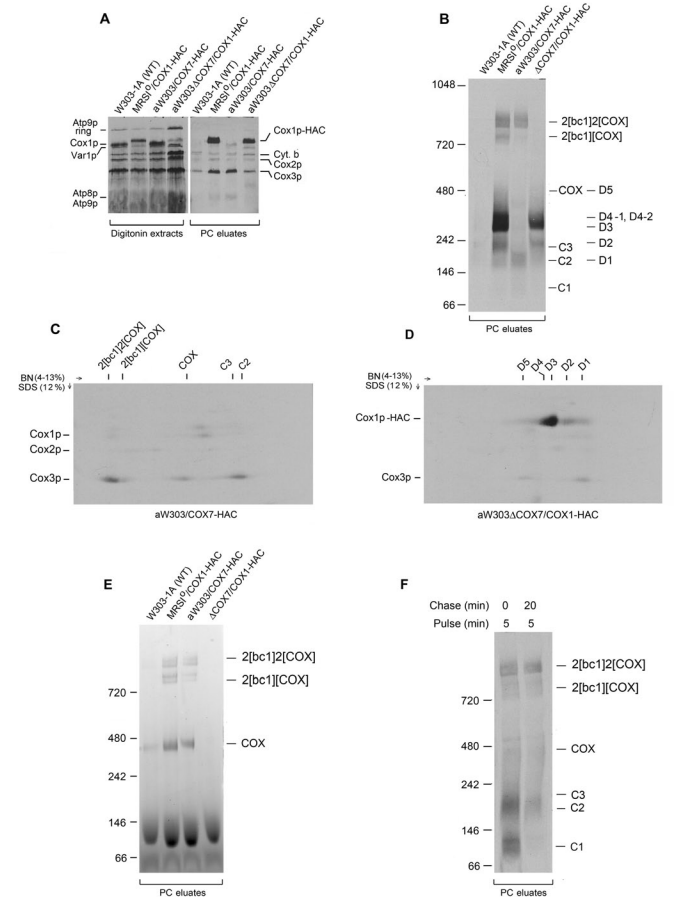 A
W303-1A (WT)
MRSIº/COX1-HAC
aW303/COX7-HAC
aW303ΔCOX7/COX1-HAC
W303-1A (WT)
MRSIº/COX1-HAC
aW303/COX7-HAC
aW303ΔCOX7/COX1-HAC
Atp9p
ring
Cox1p
Var1p
Atp8p
Atp9p
Cox1p-HAC
Cyt. b
Cox2p
Cox3p
Digitonin extracts
PC eluates
B
W303-1A (WT)
MRSIº/COX1-HAC
aW303/COX7-HAC
ΔCOX7/COX1-HAC
1048
720
480
242
146
66
2[bc1]2[COX]
2[bc1][COX]
COX
D5
D4-1, D4-2
D3
C3
D2
C2
D1
C1
PC eluates
C
2[bc1]2[COX]
2[bc1][COX]
COX
C3
C2
BN (4-13%)
SDS (12 %)
Cox1p
Cox2p
Cox3p
aW303/COX7-HAC
D
D5
D4
D3
D2
D1
BN (4-13%)
SDS (12 %)
Cox1p -HAC
Cox3p
aW303ΔCOX7/COX1-HAC
E
W303-1A (WT)
MRSIº/COX1-HAC
aW303/COX7-HAC
ΔCOX7/COX1-HAC
720
480
242
146
66
2[bc1]2[COX]
2[bc1][COX]
COX
PC eluates
F
Chase (min) 0 20
Pulse (min) 5 5
720
480
242
146
66
2[bc1]2[COX]
2[bc1][COX]
COX
C3
C2
C1
PC eluates